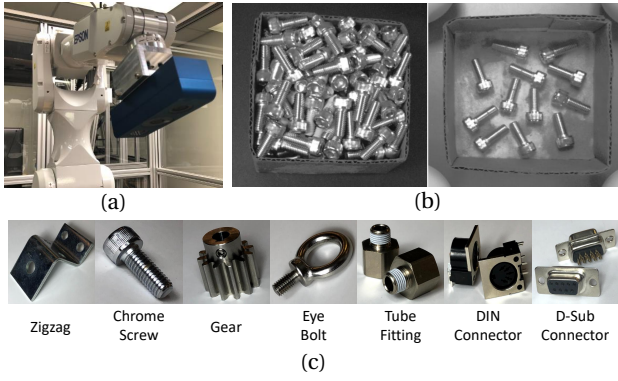 EPSON
(a)
(b)
Zigzag
Chrome
Screw
Gear
Eye
Bolt
Tube
Fitting
DIN
Connector
D-Sub
Connector
(c)